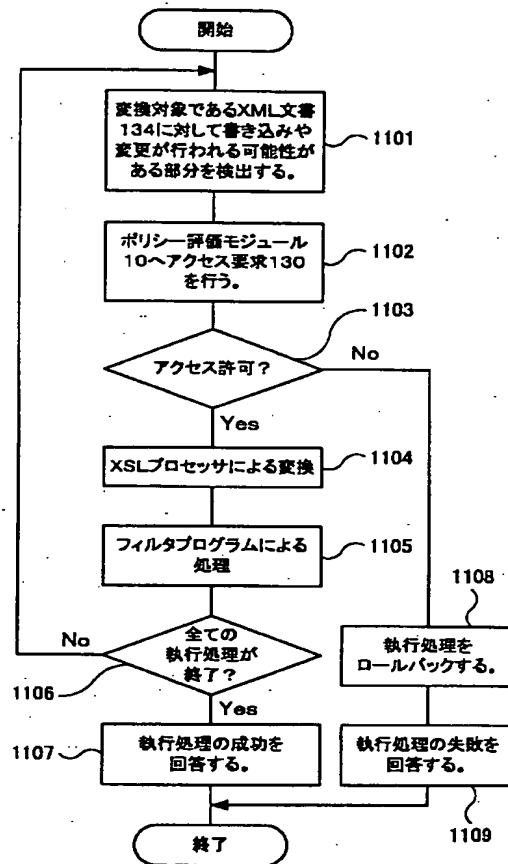 開始
変換対象であるXML文書
134に対して書き込みや
変更が行われる可能性が
ある部分を検出する。
1101
ポリシー評価モジュール
10へアクセス要求130
を行う。
1102
アクセス許可?
1103
No
Yes
XSLプロセッサによる変換
1104
フィルタプログラムによる
処理
1105
全ての
執行処理が
終了?
No
1106
Yes
執行処理の成功を
回答する。
1107
執行処理を
ロールバックする。
1108
執行処理の失敗を
回答する。
1109
終了